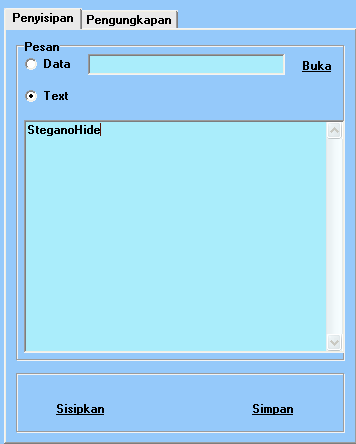 Penyisipan Pengungkapan
Pesan
Data Buka
Text
SteganoHide
Sisipkan Simpan